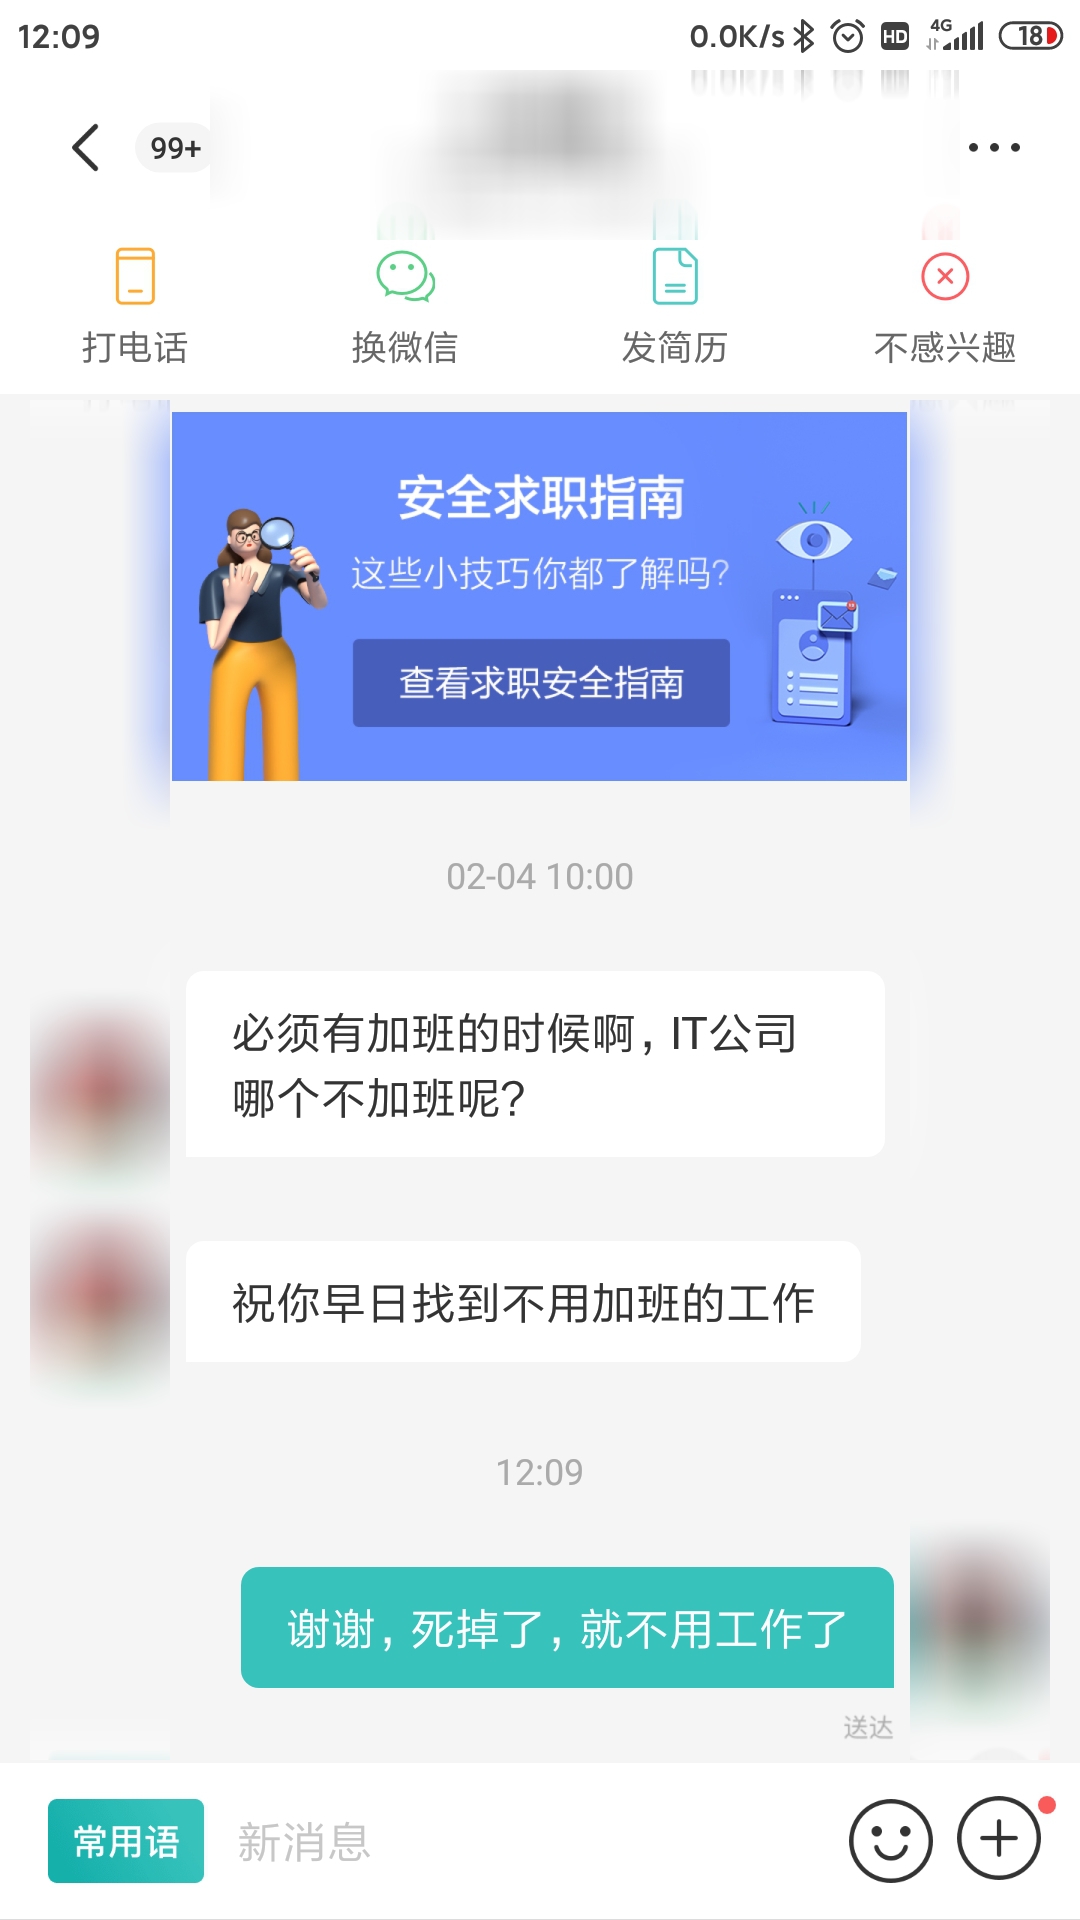 12:09
0.0K/s
HD
4G
18
99+
打电话
换微信
发简历
不感兴趣
安全求职指南
这些小技巧你都了解吗?
查看求职安全指南
02-04 10:00
必须有加班的时候啊, IT公司
哪个不加班呢?
祝你早日找到不用加班的工作
12:09
谢谢, 死掉了, 就不用工作了
送达
常用语
新消息